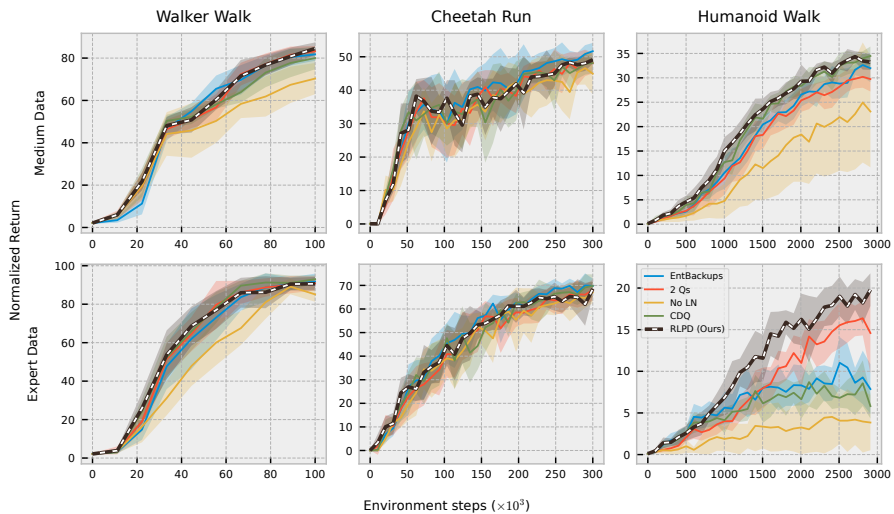 Walker Walk
Cheetah Run
Humanoid Walk
Normalized Return
Medium Data
0 20 40 60 80
0 20 40 60 80 100
0 10 20 30 40 50
0 50 100 150 200 250 300
0 5 10 15 20 25 30 35
0 500 1000 1500 2000 2500 3000
Expert Data
0 20 40 60 80 100
0 20 40 60 80 100
0 10 20 30 40 50 60 70
0 50 100 150 200 250 300
0 5 10 15 20
0 500 1000 1500 2000 2500 3000
EntBackups
2 Qs
No LN
CDQ
RLPD (Ours)
Environment steps (×10³)